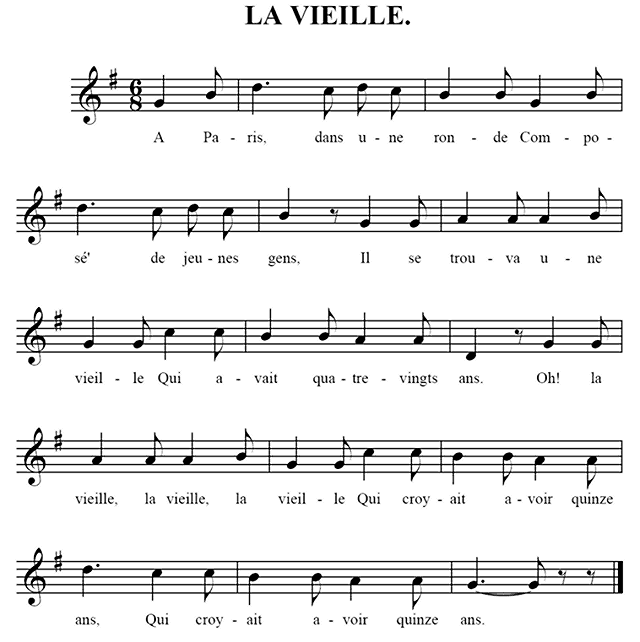 LA VIEILLE.
6
8
A Pa - ris, dans u - ne ron - de Com - po -
sé' de jeu - nes gens, Il se trou - va u - ne
vieil - le Qui a - vait qua - tre - vingts ans. Oh! la
vieille, la vieille, la vieil - le Qui croy - ait a - voir quinze
ans, Qui croy - ait a - voir quinze ans.